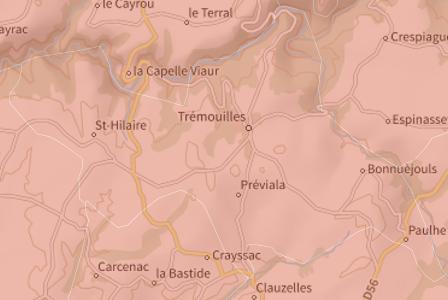 le Cayrou
le Terral
ayrac
Crespiague
la Capelle Viaur
Trémouilles
St-Hilaire
Espinasse
Bonnuéjouls
Préviala
Paulhe
Crayssac
Carcenac
la Bastide
Clauzelles
D56